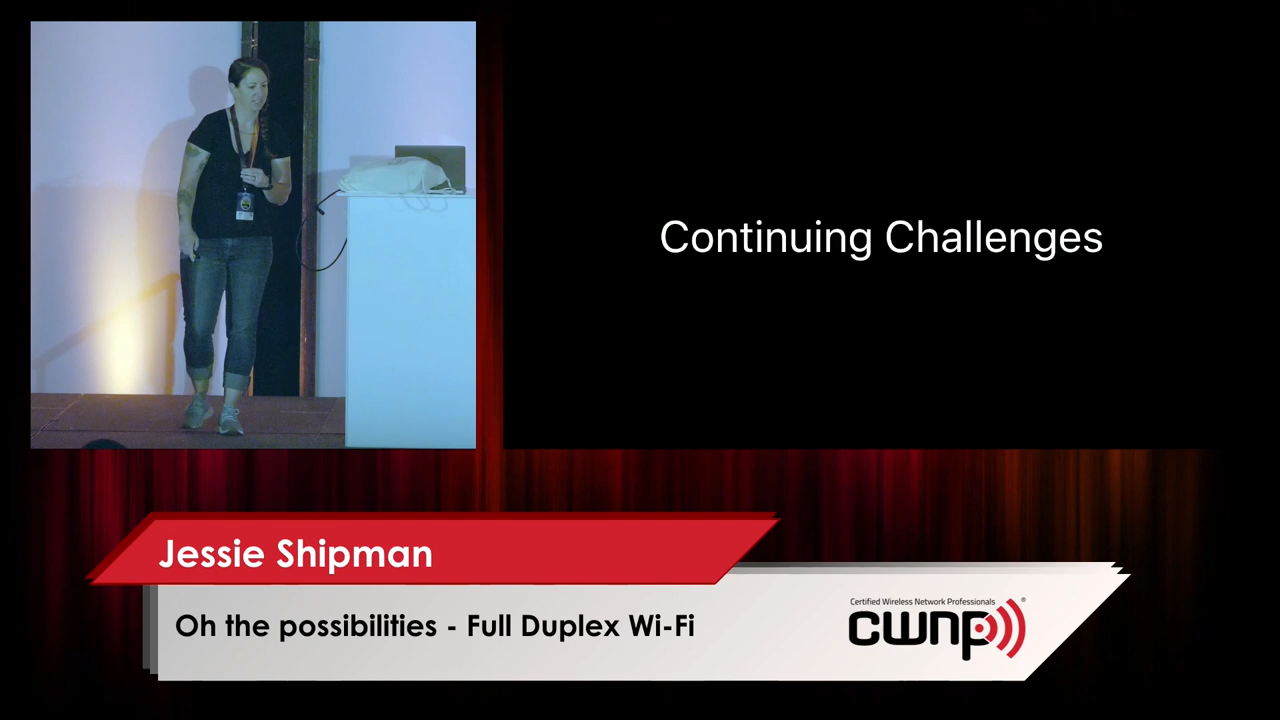 Continuing Challenges
Jessie Shipman
Oh the possibilities - Full Duplex Wi-Fi
Certified Wireless Network Professionals
cwnp
®